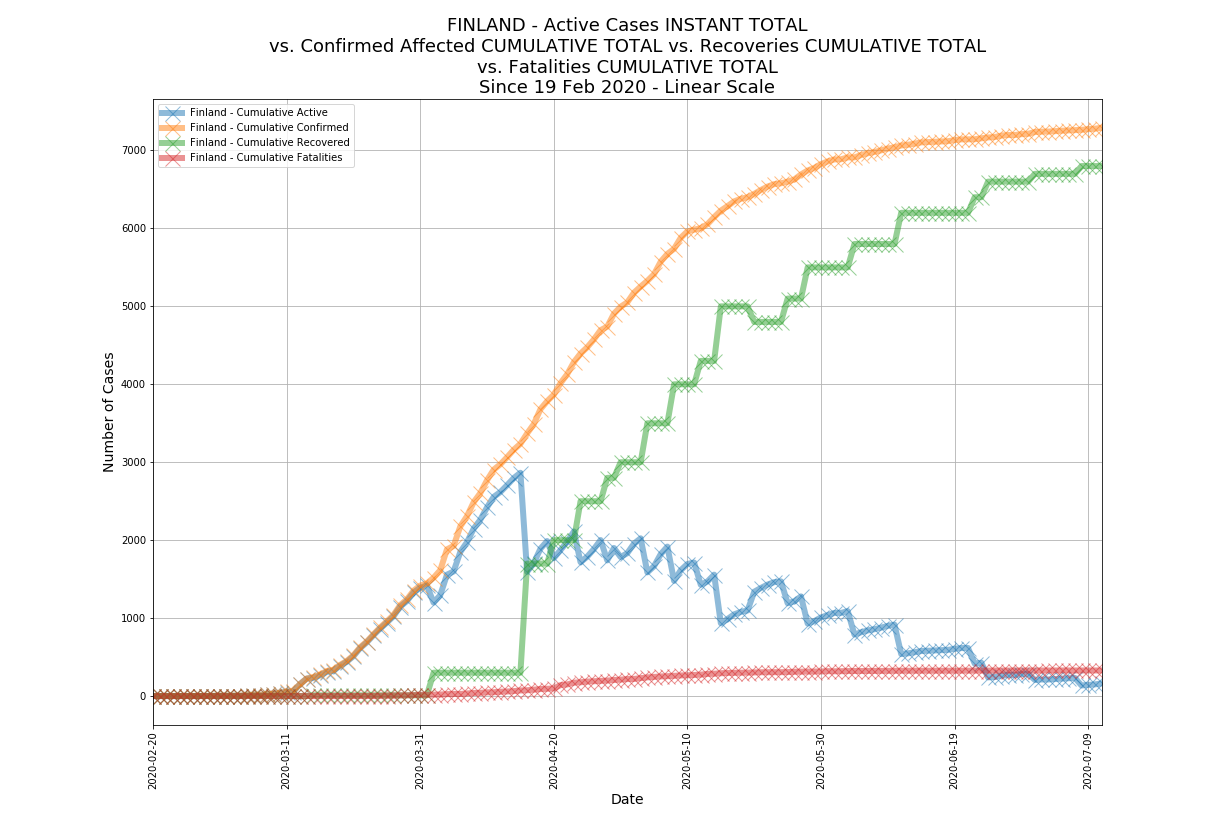 FINLAND - Active Cases INSTANT TOTAL
vs. Confirmed Affected CUMULATIVE TOTAL vs. Recoveries CUMULATIVE TOTAL
vs. Fatalities CUMULATIVE TOTAL
Since 19 Feb 2020 - Linear Scale
Finland - Cumulative Active
Finland - Cumulative Confirmed
Finland - Cumulative Recovered
Finland - Cumulative Fatalities
7000
6000
5000
4000
3000
2000
1000
0
Number of Cases
2020-02-20
2020-03-11
2020-03-31
2020-04-20
2020-05-10
2020-05-30
2020-06-19
2020-07-09
Date